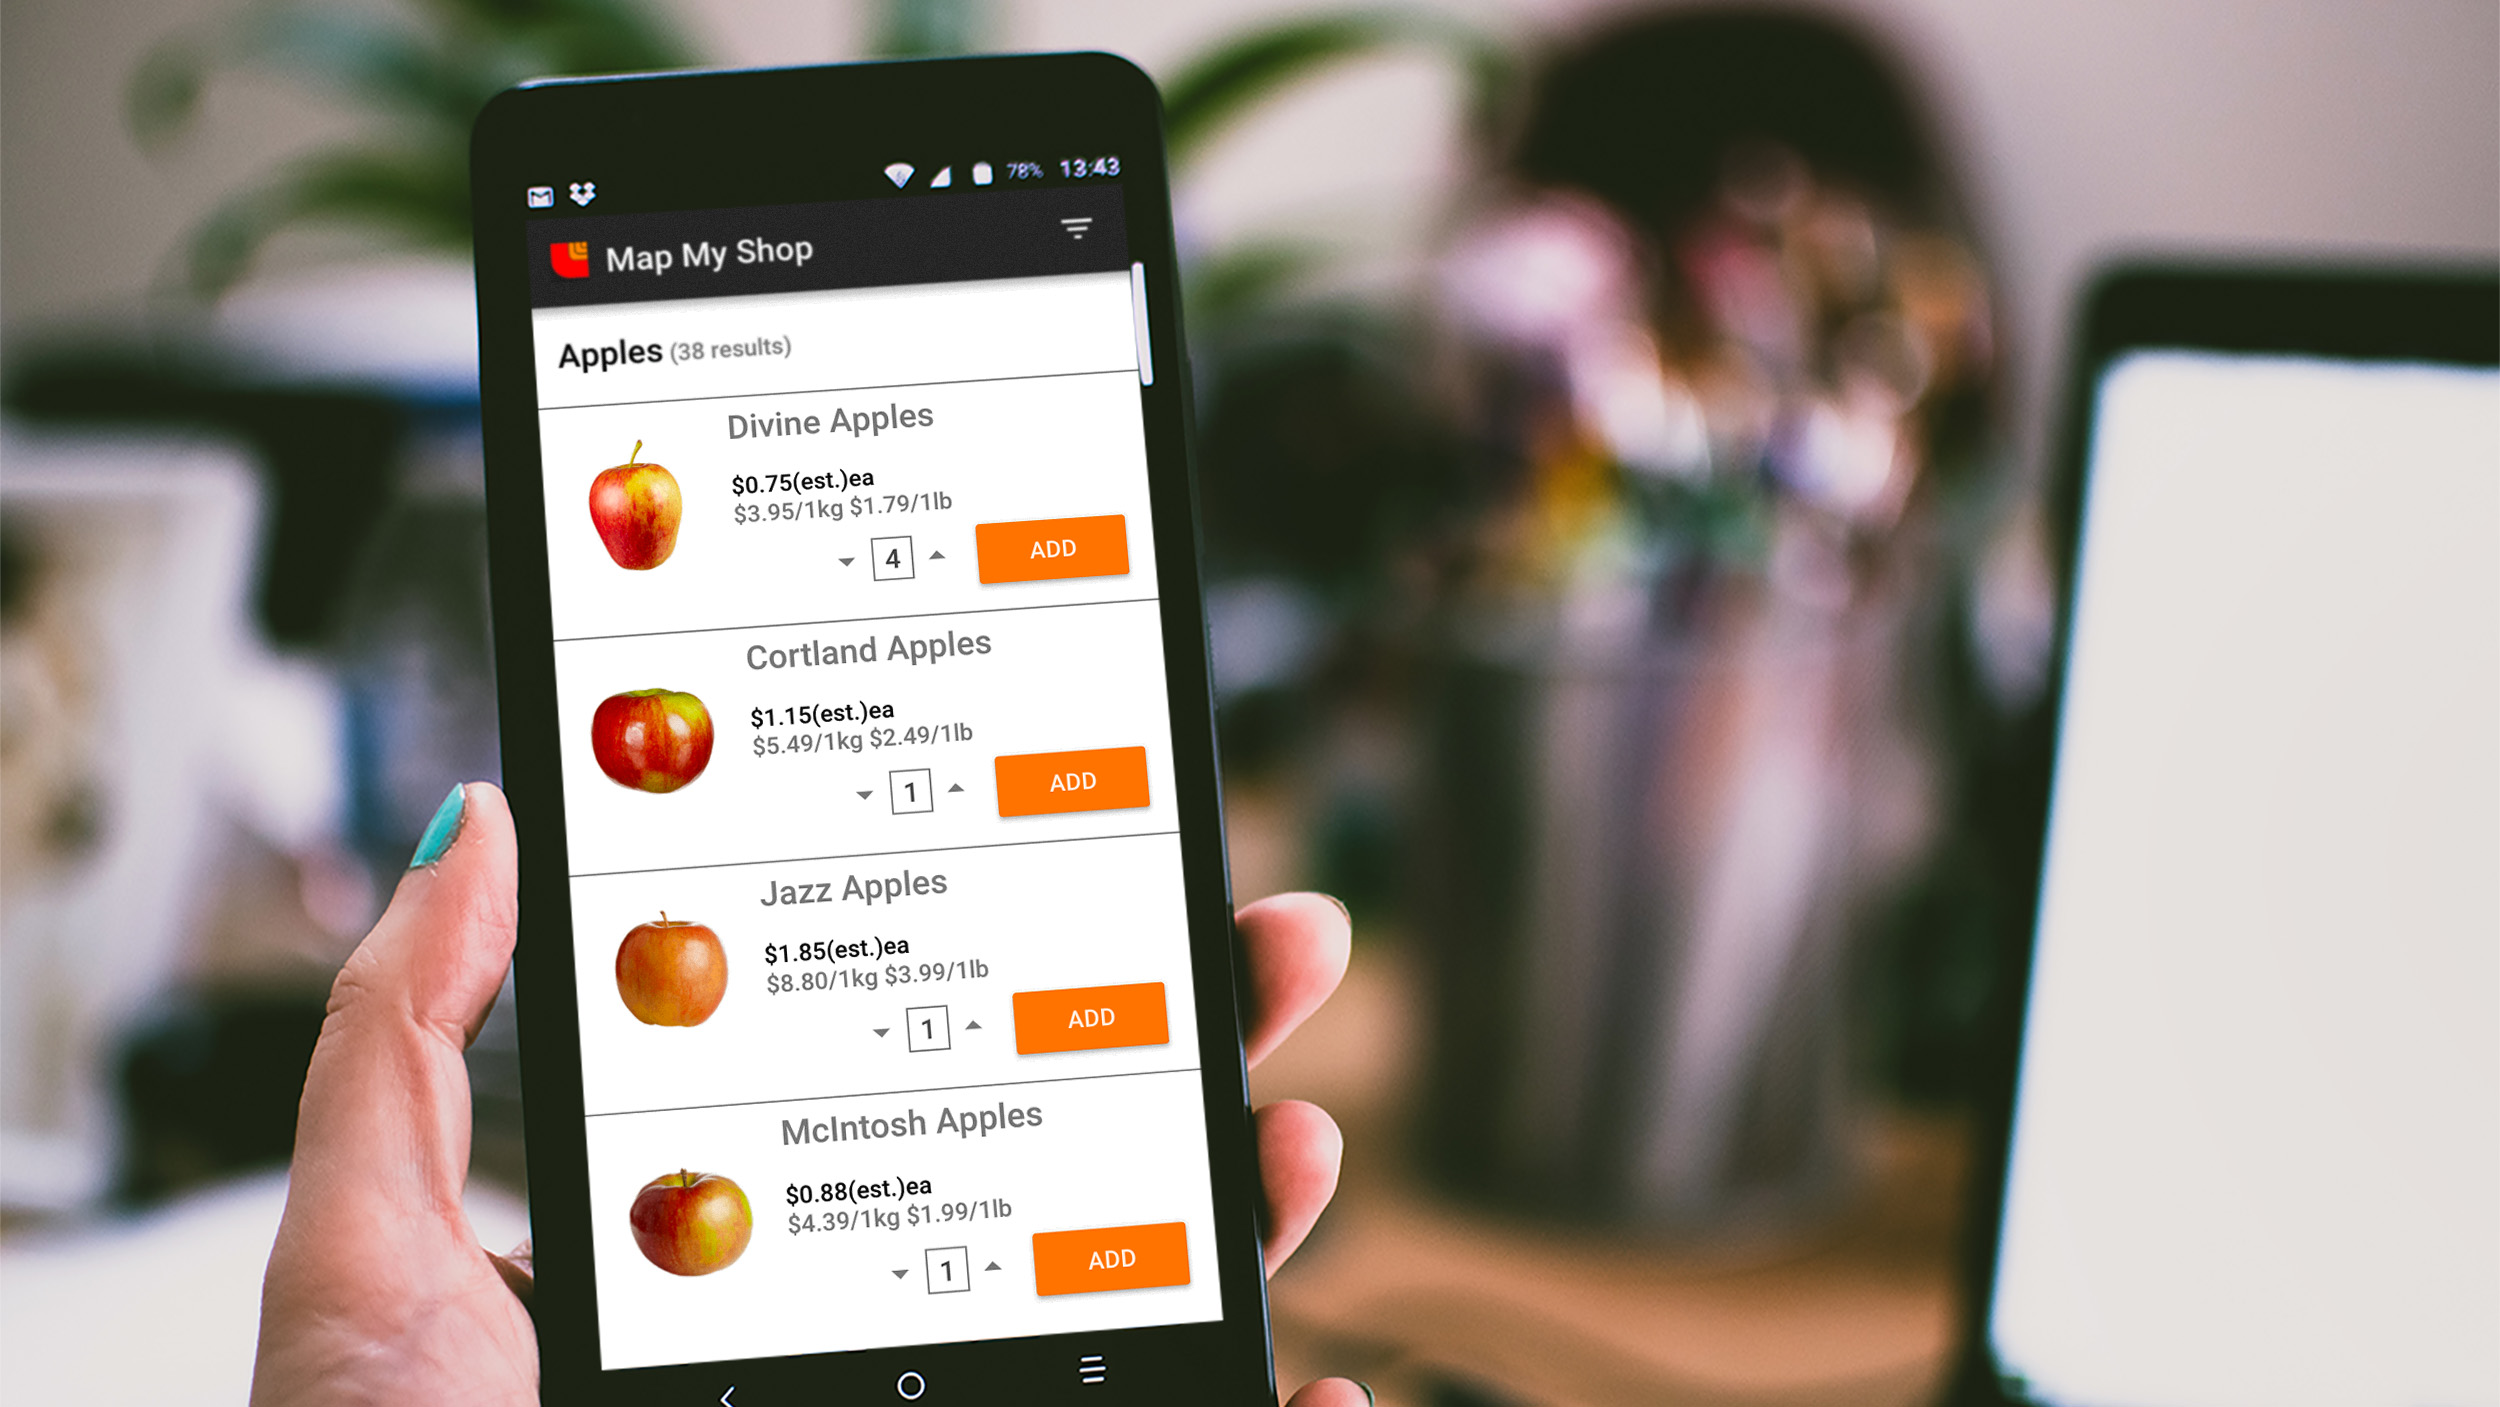 78% 13:43
Map My Shop
Apples (38 results)
Divine Apples
$0.75(est.)ea
$3.95/1kg $1.79/1lb
4 ADD
Cortland Apples
$1.15(est.)ea
$5.49/1kg $2.49/1lb
1 ADD
Jazz Apples
$1.85(est.)ea
$8.80/1kg $3.99/1lb
1 ADD
McIntosh Apples
$0.88(est.)ea
$4.39/1kg $1.99/1lb
1 ADD